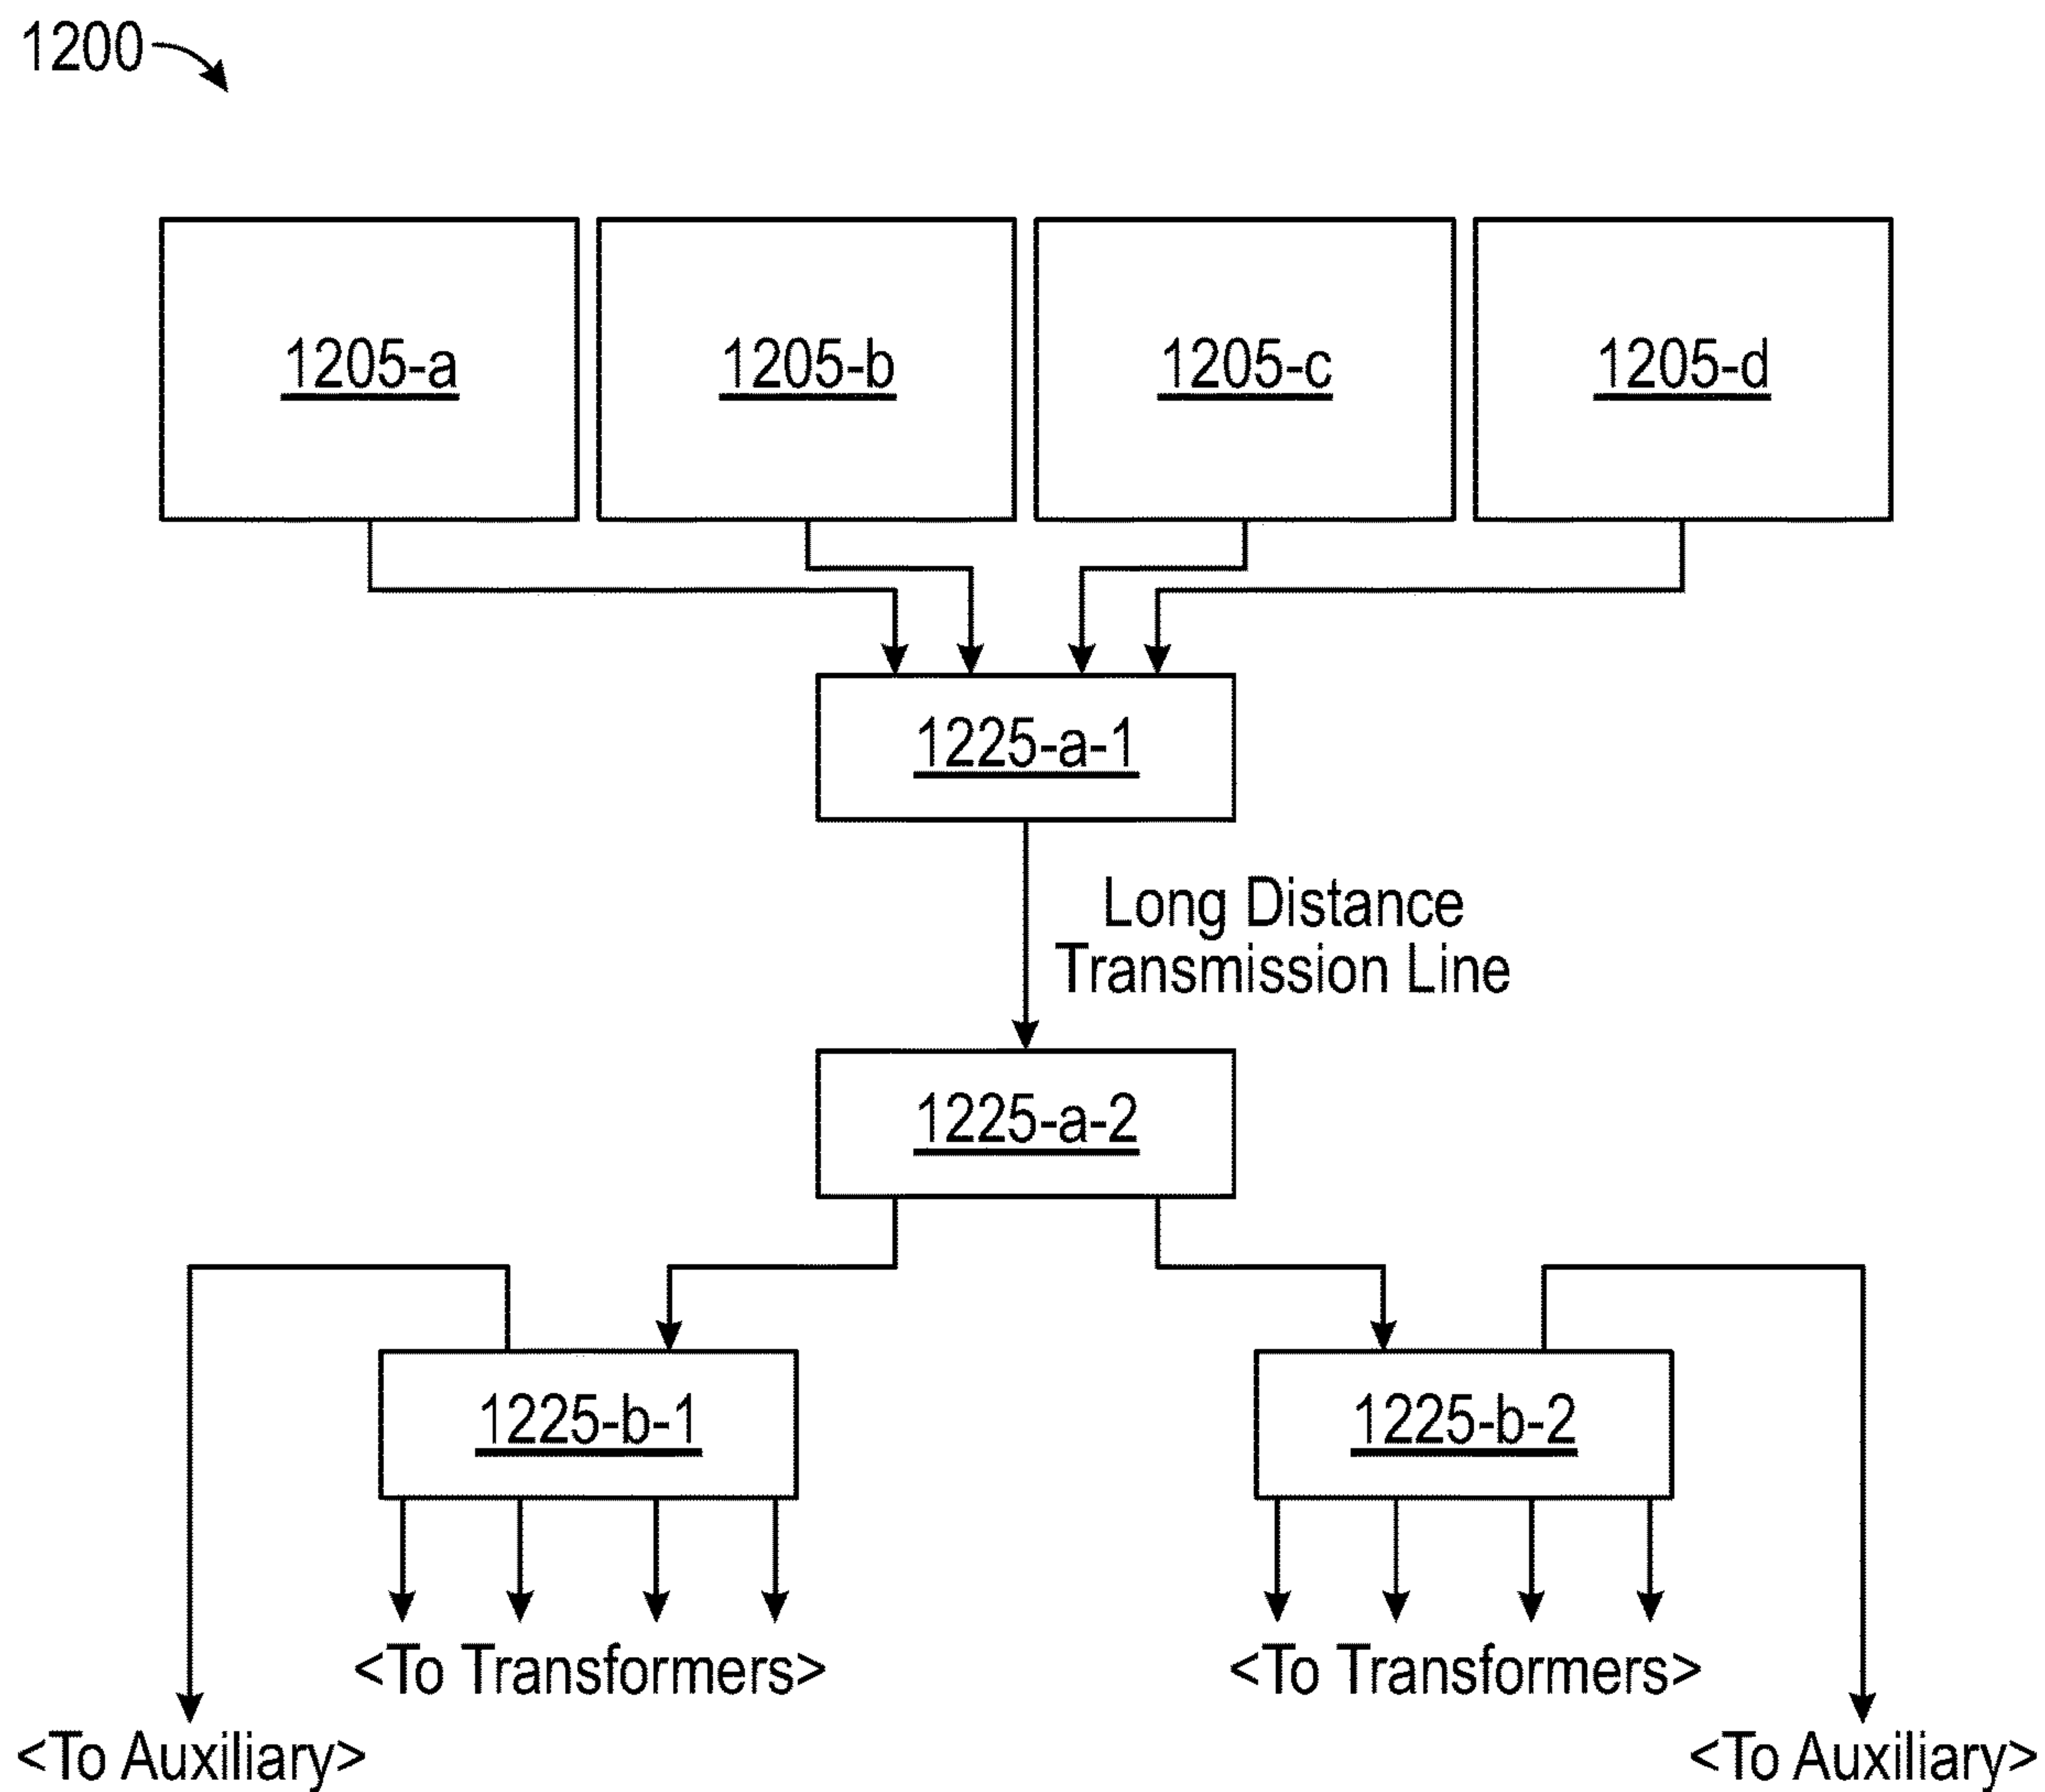 1200
1205-a
1205-b
1205-c
1205-d
1225-a-1
Long Distance
Transmission Line
1225-a-2
1225-b-1
1225-b-2
<To Transformers>
<To Transformers>
<To Auxiliary>
<To Auxiliary>